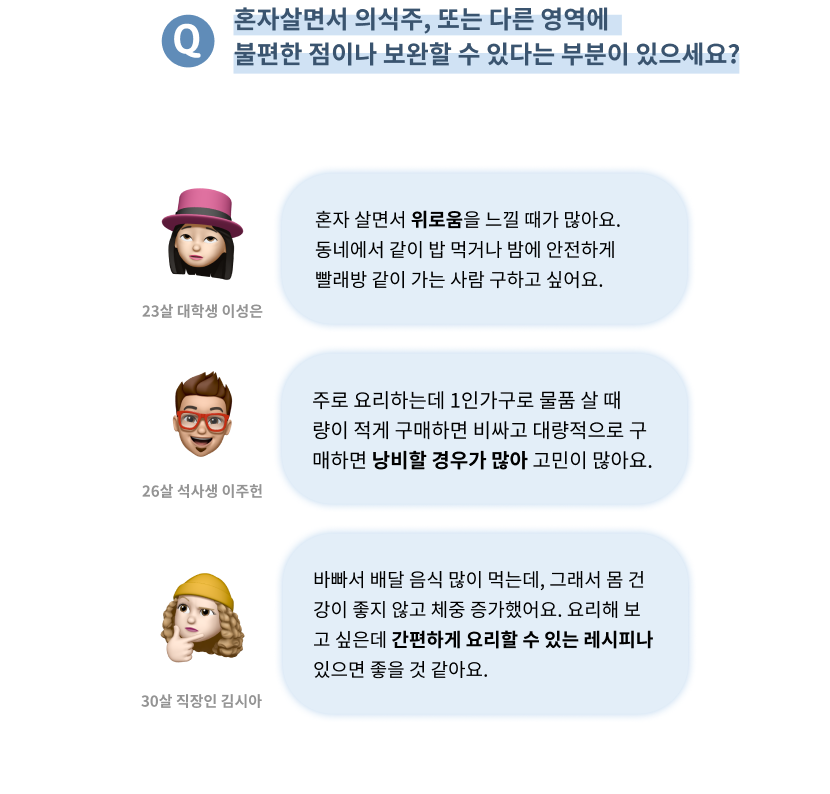 Q
혼자살면서 의식주, 또는 다른 영역에
불편한 점이나 보완할 수 있다는 부분이 있으세요?
혼자 살면서 위로움을 느낄 때가 많아요.
동네에서 같이 밥 먹거나 밤에 안전하게
빨래방 같이 가는 사람 구하고 싶어요.
23살 대학생 이성은
주로 요리하는데 1인가구로 물품 살 때
량이 적게 구매하면 비싸고 대량적으로 구
매하면 낭비할 경우가 많아 고민이 많아요.
26살 석사생 이주헌
바빠서 배달 음식 많이 먹는데, 그래서 몸 건
강이 좋지 않고 체중 증가했어요. 요리해 보
고 싶은데 간편하게 요리할 수 있는 레시피나
있으면 좋을 것 같아요.
30살 직장인 김시아